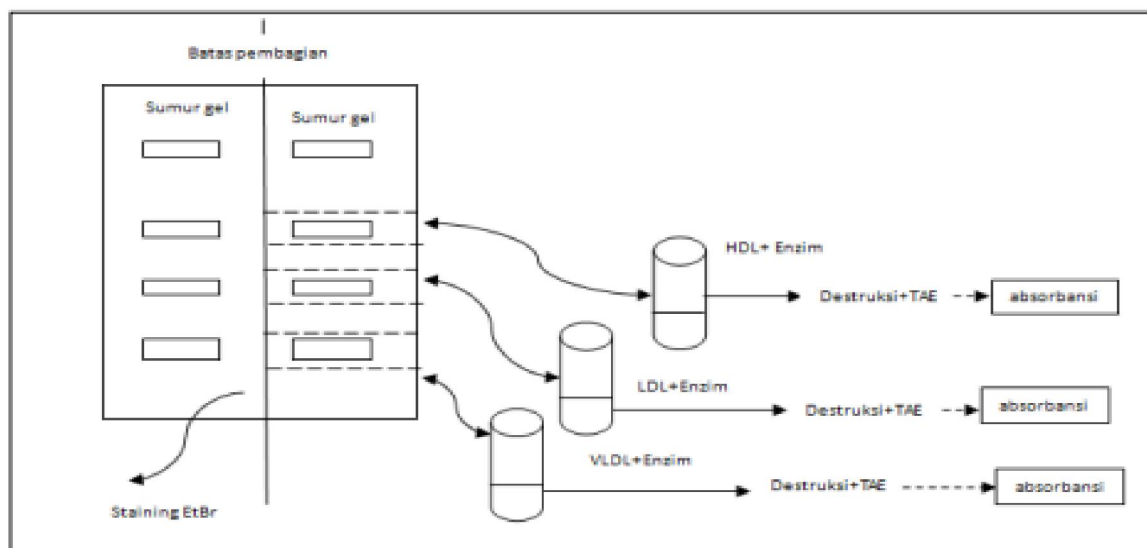 Batas pembagian
Sumur gel
Sumur gel
HDL+ Enzim
Destruksi+TAE
absorbansi
LDL+Enzim
Destruksi+TAE
absorbansi
VLDL+Enzim
Destruksi+TAE
absorbansi
Staining EtBr